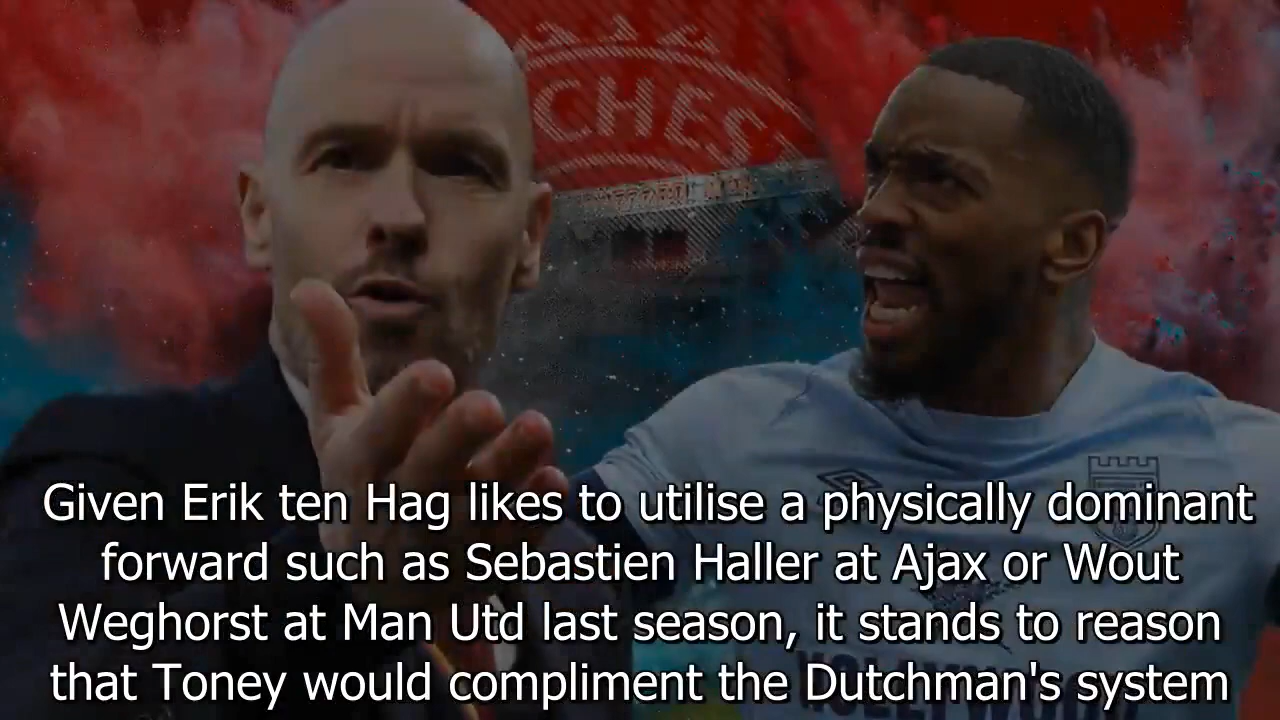 CHES
Given Erik ten Hag likes to utilise a physically dominant
forward such as Sebastien Haller at Ajax or Wout
Weghorst at Man Utd last season, it stands to reason
that Toney would compliment the Dutchman's system